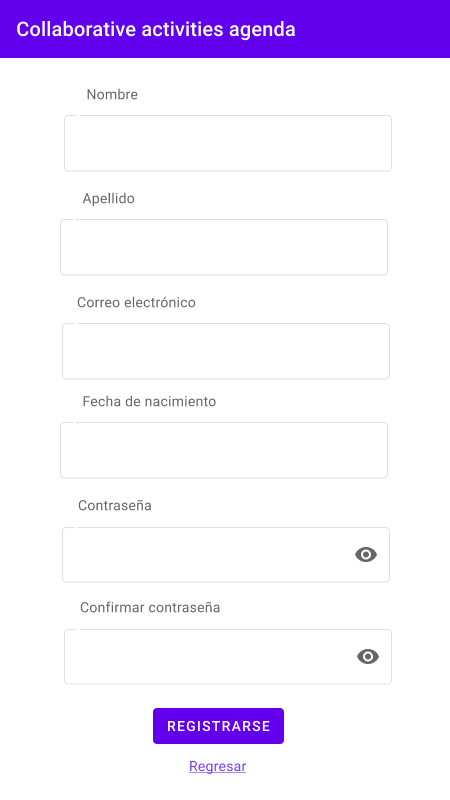 Collaborative activities agenda
Nombre
Apellido
Correo electrónico
Fecha de nacimiento
Contraseña
Confirmar contraseña
REGISTRARSE
Regresar